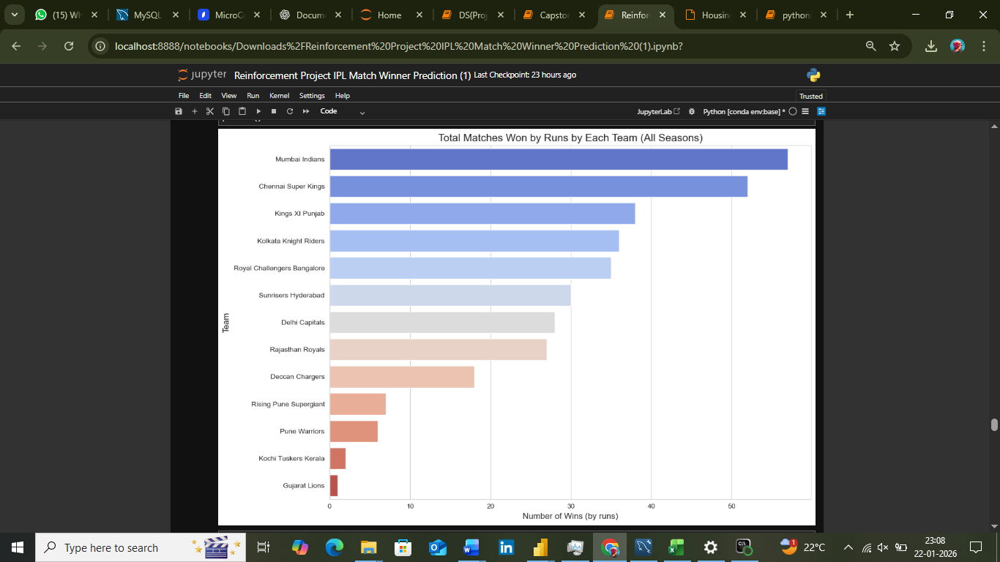 (15) Wh
MySQL
MicroC
Docume
Home
DS(Proj
Capston
Reinfor
Housin
python
localhost:8888/notebooks/Downloads%2FReinforcement%20Project%20IPL%20Match%20Winner%20Prediction%20(1).ipynb?
jupyter Reinforcement Project IPL Match Winner Prediction (1) Last Checkpoint: 23 hours ago
File Edit View Run Kernel Settings Help
Trusted
Code
JupyterLab
Python [conda env:base] *
Total Matches Won by Runs by Each Team (All Seasons)
Team
Mumbai Indians
Chennai Super Kings
Kings XI Punjab
Kolkata Knight Riders
Royal Challengers Bangalore
Sunrisers Hyderabad
Delhi Capitals
Rajasthan Royals
Deccan Chargers
Rising Pune Supergiant
Pune Warriors
Kochi Tuskers Kerala
Gujarat Lions
0 10 20 30 40 50
Number of Wins (by runs)
Type here to search
1
22°C
23:08
22-01-2026